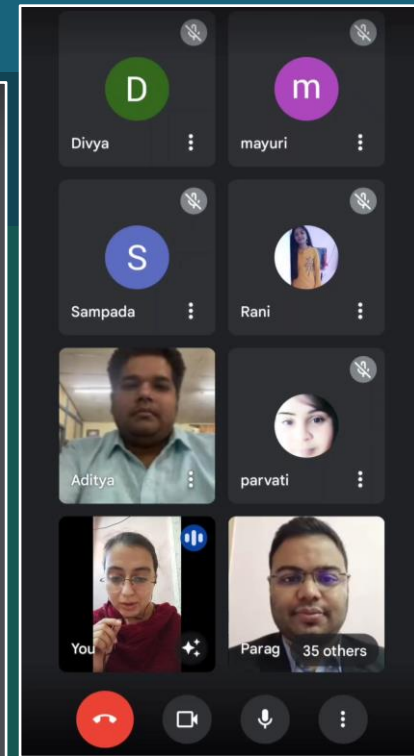 D
Divya
m
mayuri
S
Sampada
Rani
Aditya
parvati
You
Parag
35 others